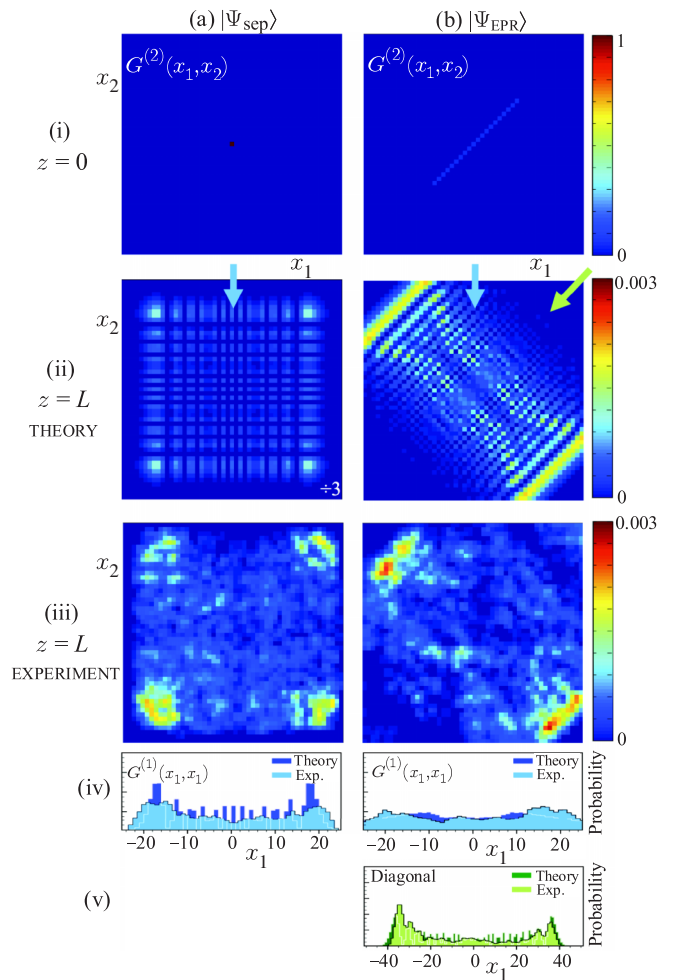 (a) |Ψsep⟩
(b) |ΨEPR⟩
G(2)(x1,x2)
G(2)(x1,x2)
1
0
x2
(i)
z = 0
x1
x1
0.003
0
x2
(ii)
z = L
THEORY
÷3
0.003
0
x2
(iii)
z = L
EXPERIMENT
(iv)
G(1)(x1,x1)
Theory
Exp.
G(1)(x1,x1)
Theory
Exp.
Probability
−20 −10 0 10 20
x1
−20 −10 0 10 20
x1
(v)
Diagonal
Theory
Exp.
Probability
−40 −20 0 20 40
x1